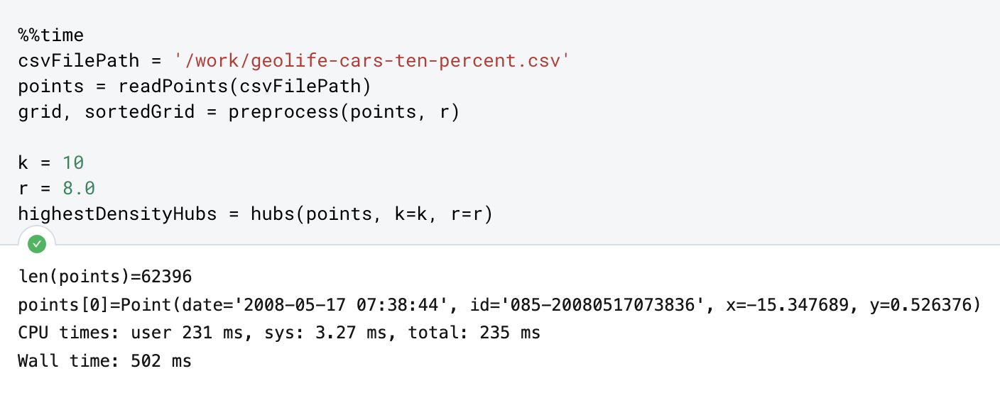 %%time
csvFilePath = '/work/geolife-cars-ten-percent.csv'
points = readPoints(csvFilePath)
grid, sortedGrid = preprocess(points, r)
k = 10
r = 8.0
highestDensityHubs = hubs(points, k=k, r=r)
len(points)=62396
points[0]=Point(date='2008-05-17 07:38:44', id='085-20080517073836', x=-15.347689, y=0.526376)
CPU times: user 231 ms, sys: 3.27 ms, total: 235 ms
Wall time: 502 ms